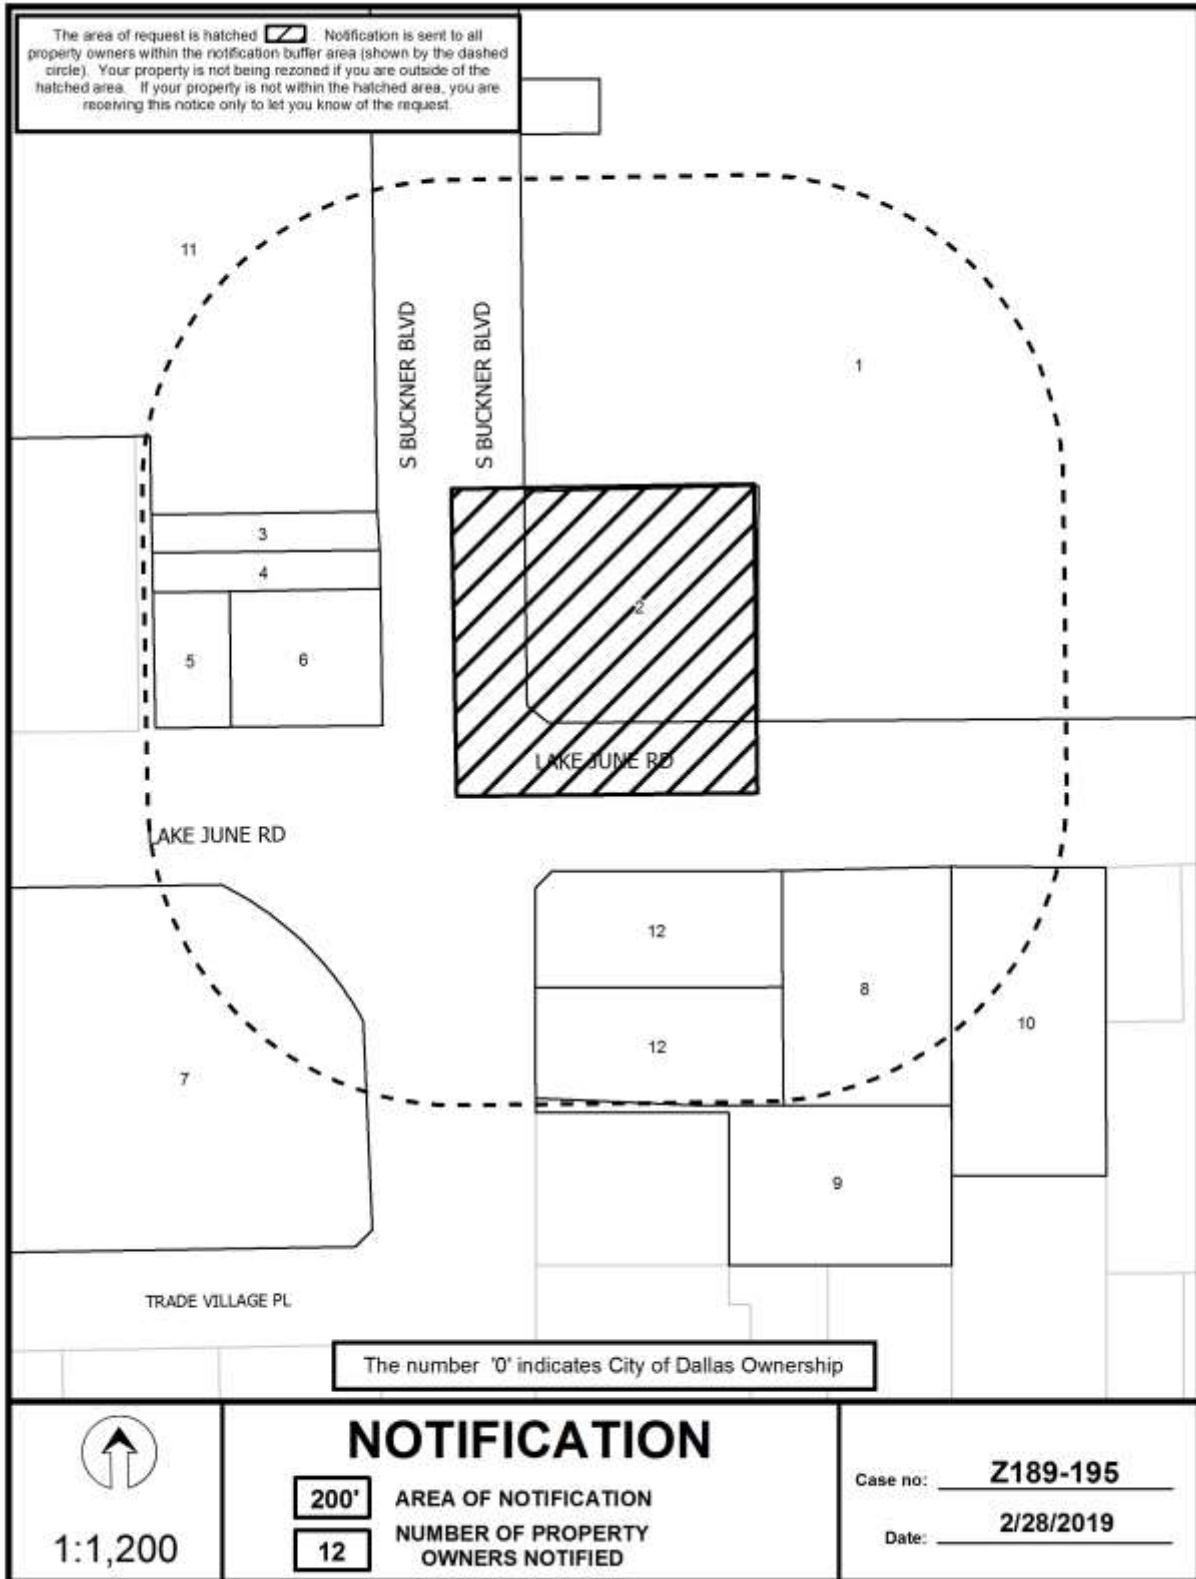 The area of request is hatched . Notification is sent to all
property owners within the notification buffer area (shown by the dashed
circle). Your property is not being rezoned if you are outside of the
hatched area. If your property is not within the hatched area, you are
receiving this notice only to let you know of the request.
11
S BUCKNER BLVD
S BUCKNER BLVD
1
3
4
2
5
6
LAKE JUNE RD
LAKE JUNE RD
12
8
12
10
7
9
TRADE VILLAGE PL
The number '0' indicates City of Dallas Ownership
1:1,200
NOTIFICATION
200' AREA OF NOTIFICATION
12 NUMBER OF PROPERTY
OWNERS NOTIFIED
Case no: Z189-195
Date: 2/28/2019